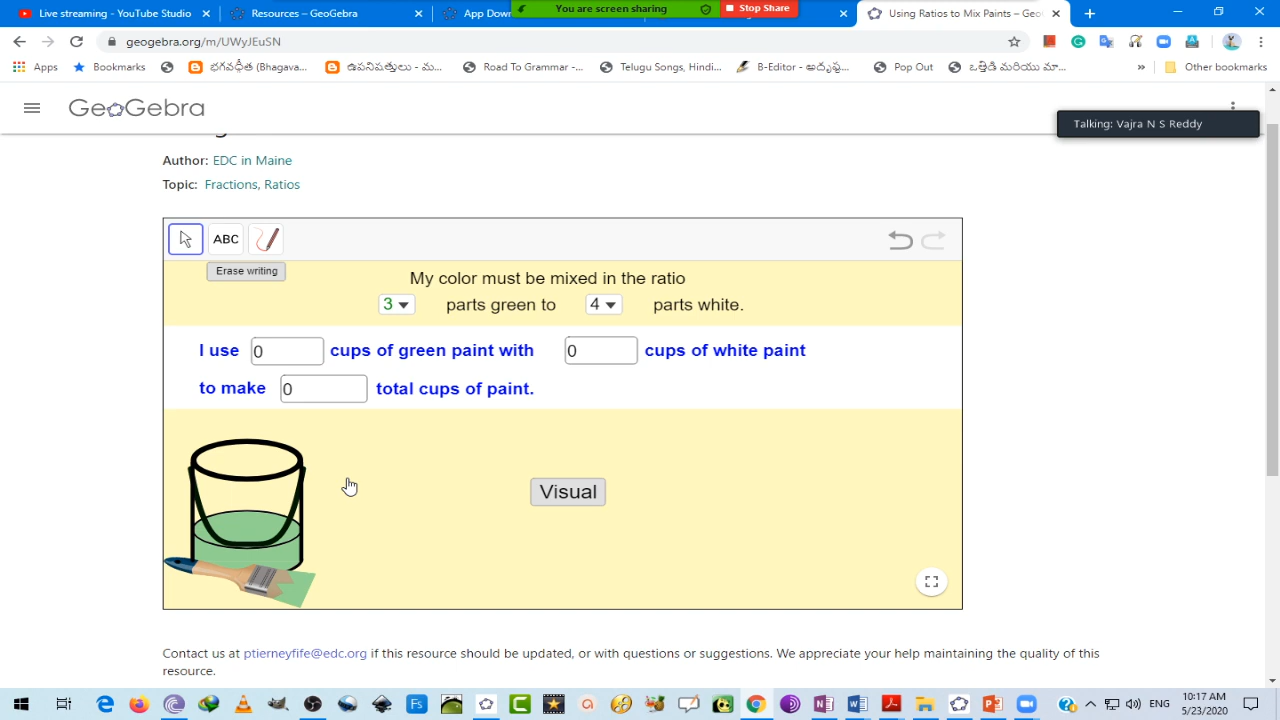 Live streaming - YouTube Studio
Resources – GeoGebra
App Dow
You are screen sharing
Stop Share
Using Ratios to Mix Paints – Geo
geogebra.org/m/UWyJEuSN
Apps
Bookmarks
భగవద్గీత (Bhagava...
ఉపనిషత్తులు - ము...
Road To Grammar -...
Telugu Songs, Hindi...
Pop Out
ఒత్తిడి మరియు మా...
»
Other bookmarks
GeoGebra
Talking: Vajra N S Reddy
Author: EDC in Maine
Topic: Fractions, Ratios
ABC
Erase writing
My color must be mixed in the ratio
3 parts green to 4 parts white.
I use 0 cups of green paint with 0 cups of white paint
to make 0 total cups of paint.
Visual
Contact us at ptierneyfife@edc.org if this resource should be updated, or with questions or suggestions. We appreciate your help maintaining the quality of this
resource.
Fs
ENG
10:17 AM
5/23/2020